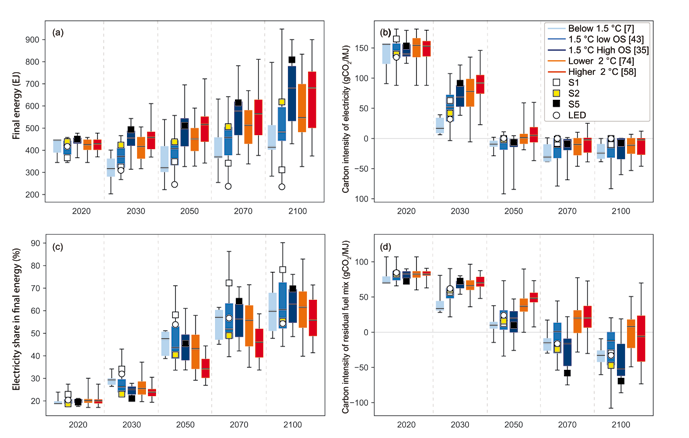 (a)
Final energy (EJ)
900
800
700
600
500
400
300
200
2020
2030
2050
2070
2100
(b)
Carbon intensity of electricity (gCO₂/MJ)
150
100
50
0
−50
100
2020
2030
2050
2070
2100
Below 1.5 °C [7]
1.5 °C low OS [43]
1.5 °C High OS [35]
Lower 2 °C [74]
Higher 2 °C [58]
S1
S2
S5
LED
(c)
Electricity share in final energy (%)
90
80
70
60
50
40
30
20
2020
2030
2050
2070
2100
(d)
Carbon intensity of residual fuel mix (gCO₂/MJ)
100
50
0
−50
−100
2020
2030
2050
2070
2100